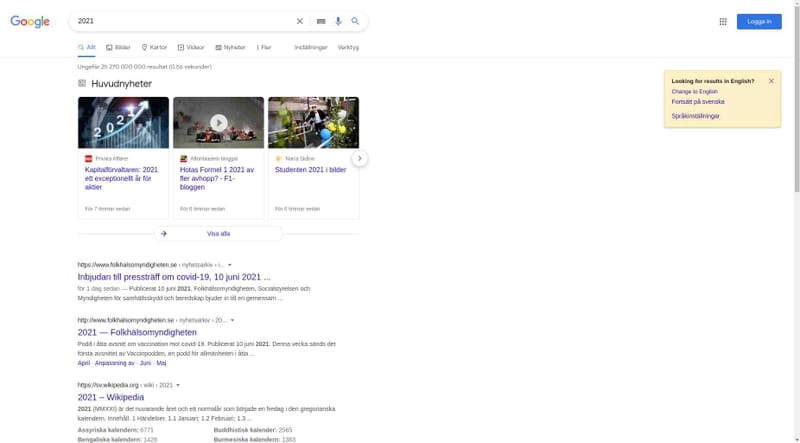 Google
2021
Logga in
Allt
Bilder
Kartor
Videor
Nyheter
Fler
Inställningar
Verktyg
Ungefär 25 270 000 000 resultat (0,56 sekunder)
Looking for results in English?
Change to English
Fortsätt på svenska
Språkinställningar
Huvudnyheter
2021
Privata Affärer
Kapitalförvaltaren: 2021
ett exceptionellt år för
aktier
För 7 timmar sedan
Aftonbladets bloggar
Hotas Formel 1 2021 av
fler avhopp? - F1-
bloggen
För 6 timmar sedan
Norra Skåne
Studenten 2021 i bilder
För 6 timmar sedan
Visa alla
https://www.folkhalsomyndigheten.se › nyhetsarkiv › i...
Inbjudan till pressträff om covid-19, 10 juni 2021 ...
för 1 dag sedan — Publicerat 10 juni 2021. Folkhälsomyndigheten, Socialstyrelsen och
Myndigheten för samhällsskydd och beredskap bjuder in till en gemensam ...
http://www.folkhalsomyndigheten.se › nyhetsarkiv › 20...
2021 — Folkhälsomyndigheten
Podd i åtta avsnitt om vaccination mot covid-19. Publicerat 10 juni 2021. Denna vecka sänds det
första avsnittet av Vaccinpodden, en podd för allmänheten i åtta ...
April · Anpassning av · Juni · Maj
https://sv.wikipedia.org › wiki › 2021
2021 – Wikipedia
2021 (MMXXI) är det nuvarande året och ett normalår som började en fredag i den gregorianska
kalendern. Innehåll. 1 Händelser. 1.1 Januari; 1.2 Februari; 1.3 ...
Assyriska kalendern: 6771
Buddhistisk kalender: 2565
Bengaliska kalendern: 1428
Burmesiska kalendern: 1383